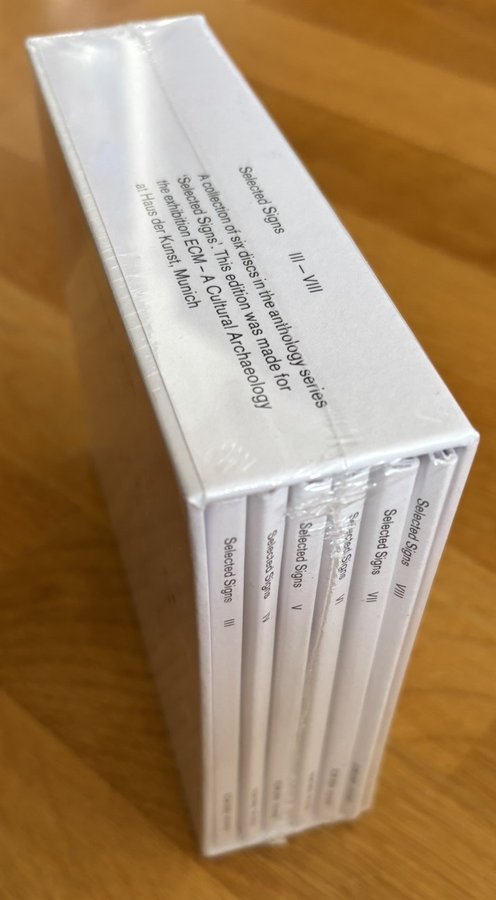 Selected Signs III – VIII
A collection of six discs in the anthology series
‘Selected Signs’. This edition was made for
the exhibition ECM – A Cultural Archaeology
at Haus der Kunst, Munich
Selected Signs III
Selected Signs IV
Selected Signs V
Selected Signs VI
Selected Signs VII
Selected Signs VIII